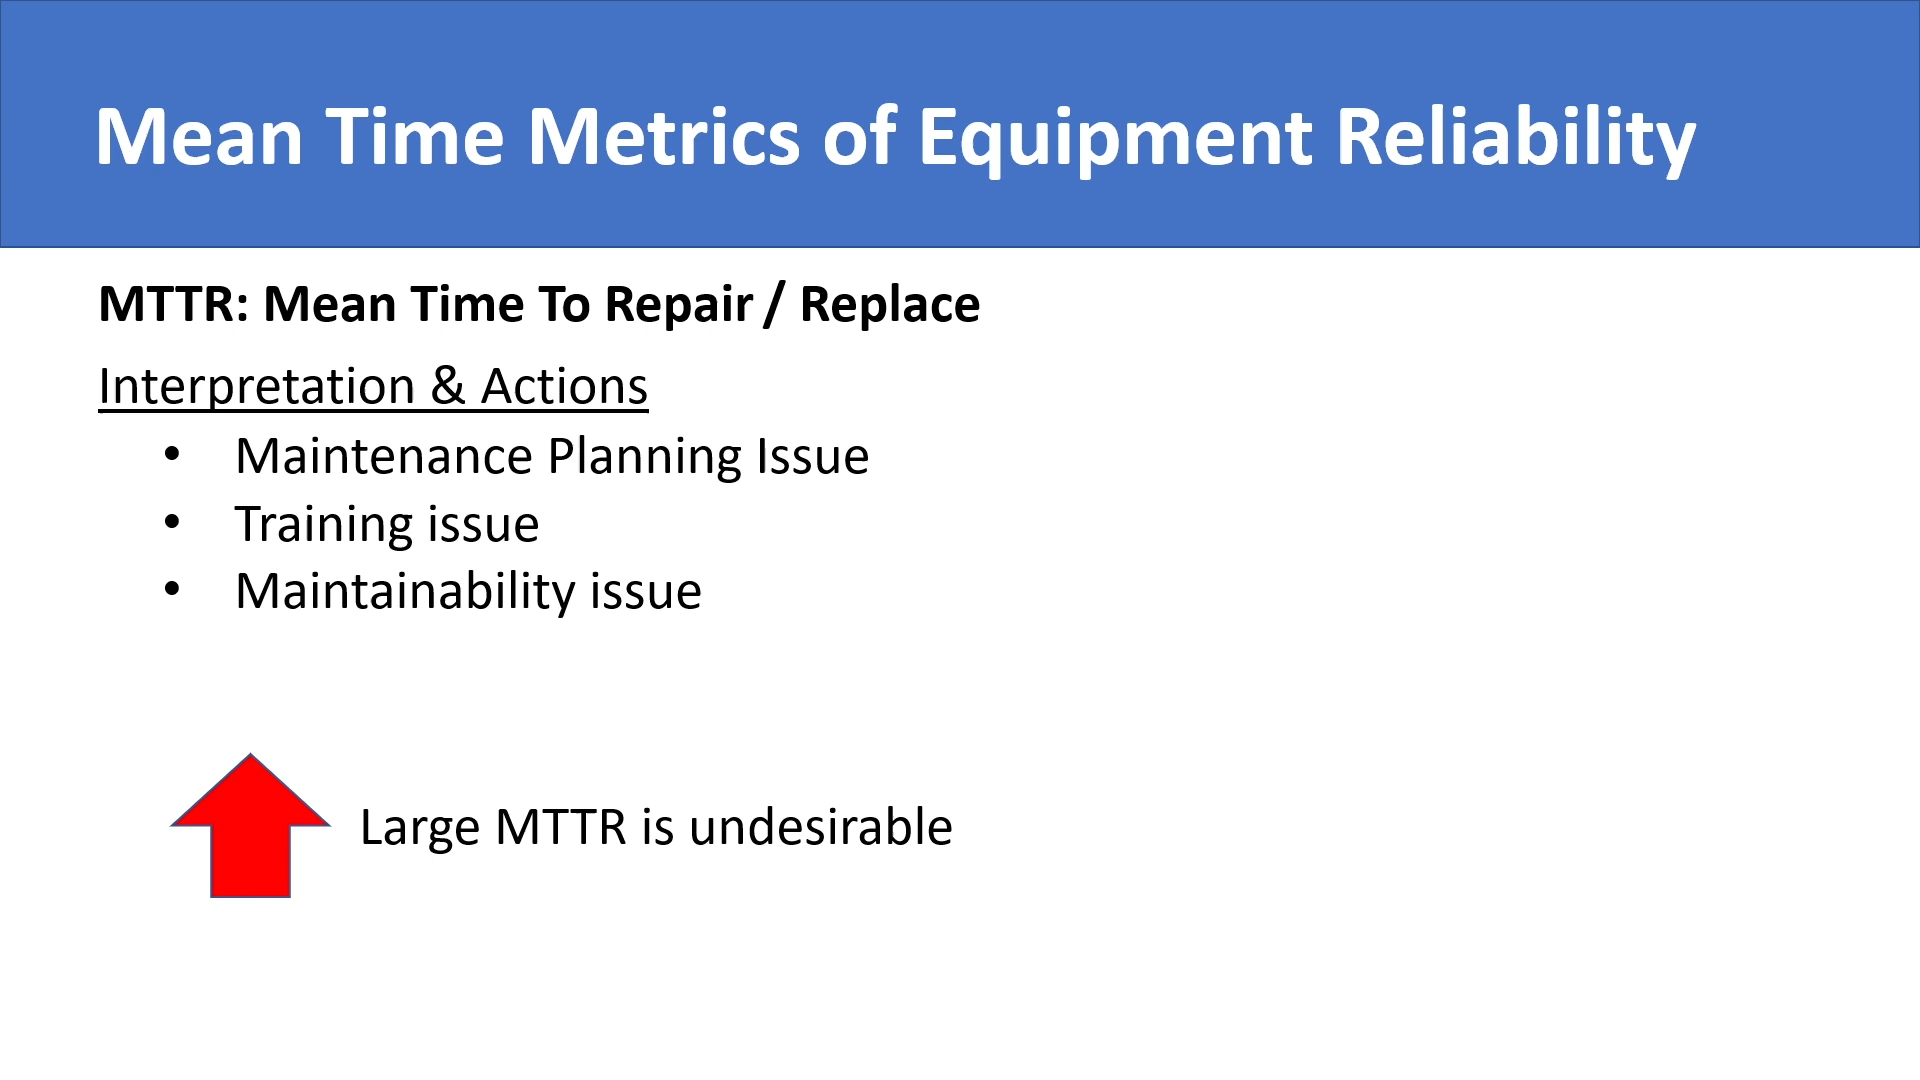 Mean Time Metrics of Equipment Reliability
MTTR: Mean Time To Repair / Replace
Interpretation & Actions
• Maintenance Planning Issue
• Training issue
• Maintainability issue
Large MTTR is undesirable